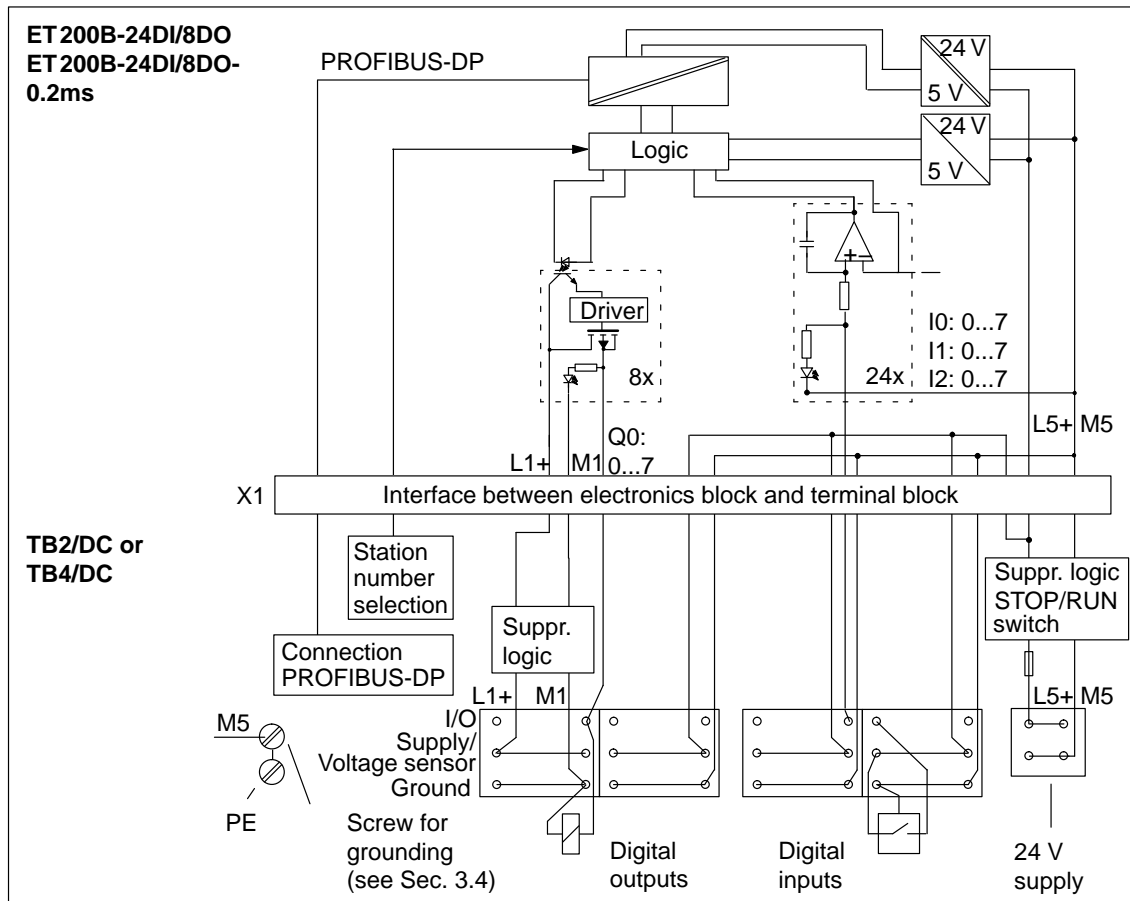 ET 200B-24DI/8DO
ET 200B-24DI/8DO-
0.2ms
PROFIBUS-DP
24 V
5 V
24 V
5 V
Logic
+ −
Driver
8x
24x
I0: 0...7
I1: 0...7
I2: 0...7
L5+ M5
L1+ M1
Q0:
0...7
X1
Interface between electronics block and terminal block
TB2/DC or
TB4/DC
Station
number
selection
Suppr. logic
STOP/RUN
switch
Suppr.
logic
Connection
PROFIBUS-DP
L1+ M1
L5+ M5
M5
I/O
Supply/
Voltage sensor
Ground
PE
Screw for
grounding
(see Sec. 3.4)
Digital
outputs
Digital
inputs
24 V
supply